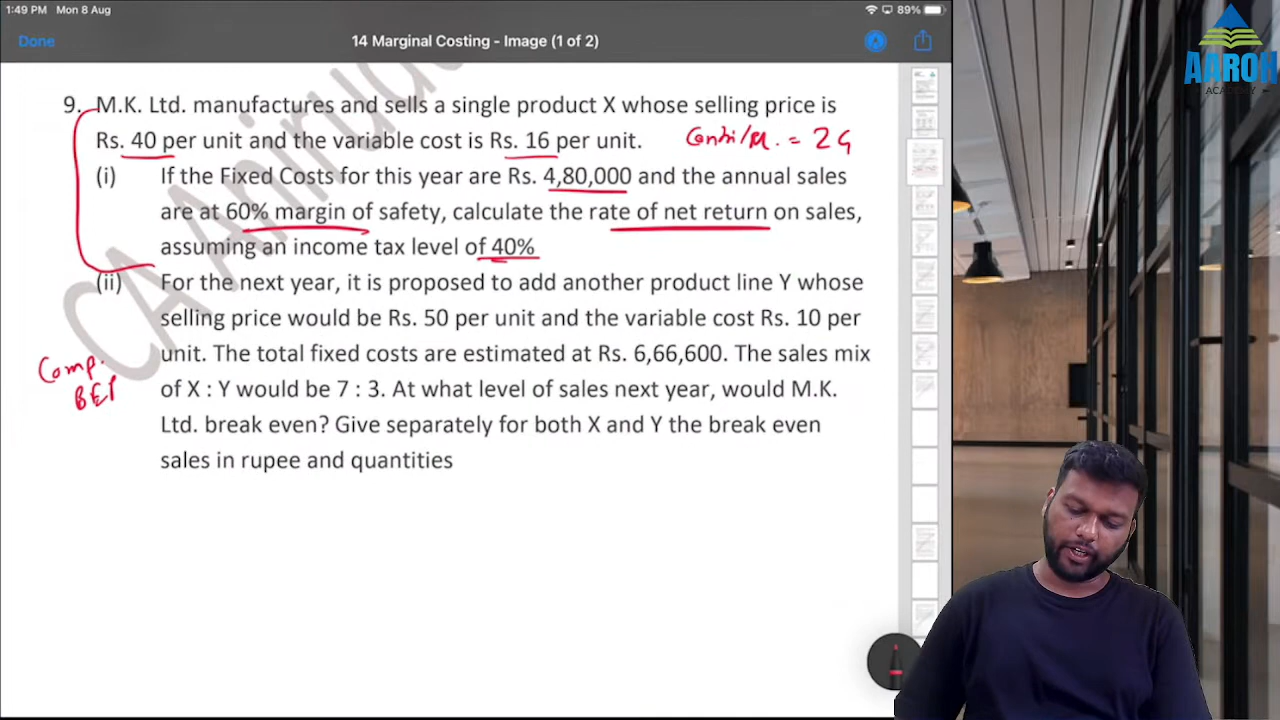 1:49 PM Mon 8 Aug
89%
Done
14 Marginal Costing - Image (1 of 2)
AAROH
ACADEMY
CA Anirud
9. M.K. Ltd. manufactures and sells a single product X whose selling price is
Rs. 40 per unit and the variable cost is Rs. 16 per unit. Contri/u. = 24
(i) If the Fixed Costs for this year are Rs. 4,80,000 and the annual sales
are at 60% margin of safety, calculate the rate of net return on sales,
assuming an income tax level of 40%
(ii) For the next year, it is proposed to add another product line Y whose
selling price would be Rs. 50 per unit and the variable cost Rs. 10 per
unit. The total fixed costs are estimated at Rs. 6,66,600. The sales mix
of X : Y would be 7 : 3. At what level of sales next year, would M.K.
Ltd. break even? Give separately for both X and Y the break even
sales in rupee and quantities
Comp.
BEP